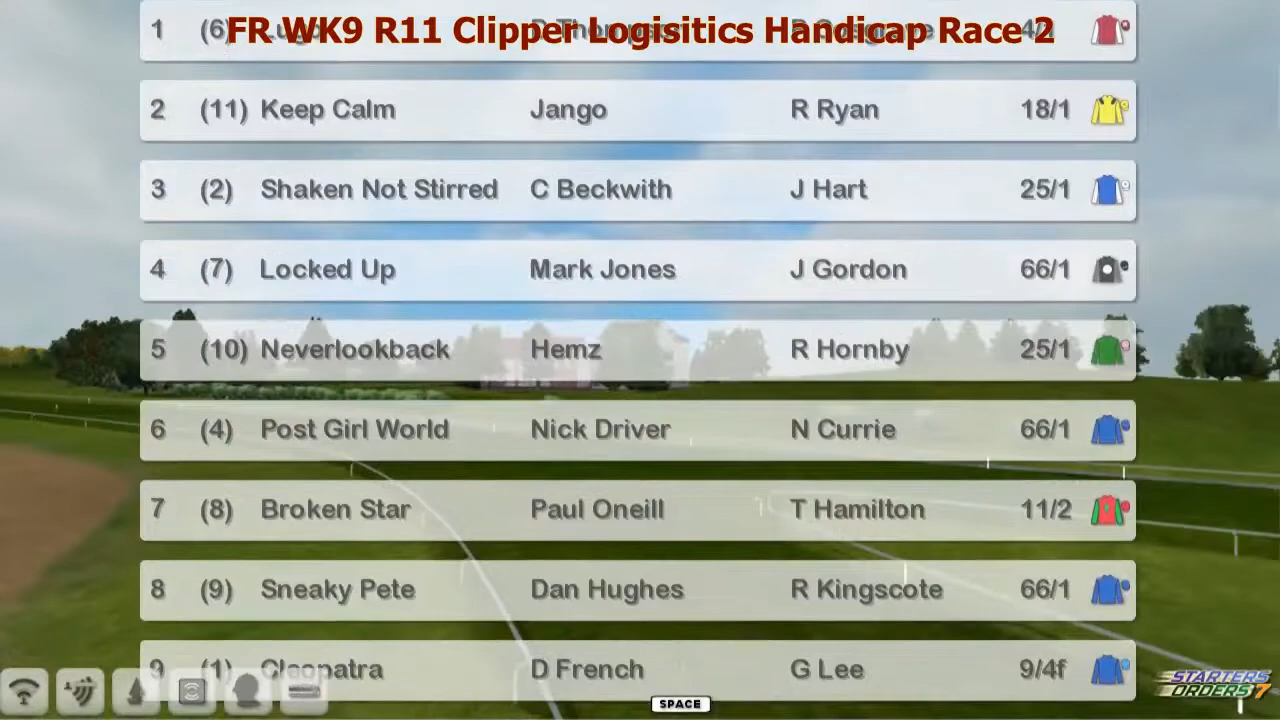 FR WK9 R11 Clipper Logisitics Handicap Race 2
1 (6) Lugo D Thompson 4/1
2 (11) Keep Calm Jango R Ryan 18/1
3 (2) Shaken Not Stirred C Beckwith J Hart 25/1
4 (7) Locked Up Mark Jones J Gordon 66/1
5 (10) Neverlookback Hemz R Hornby 25/1
6 (4) Post Girl World Nick Driver N Currie 66/1
7 (8) Broken Star Paul Oneill T Hamilton 11/2
8 (9) Sneaky Pete Dan Hughes R Kingscote 66/1
9 (1) Cleopatra D French G Lee 9/4f
SPACE
STARTERS
ORDERS 7